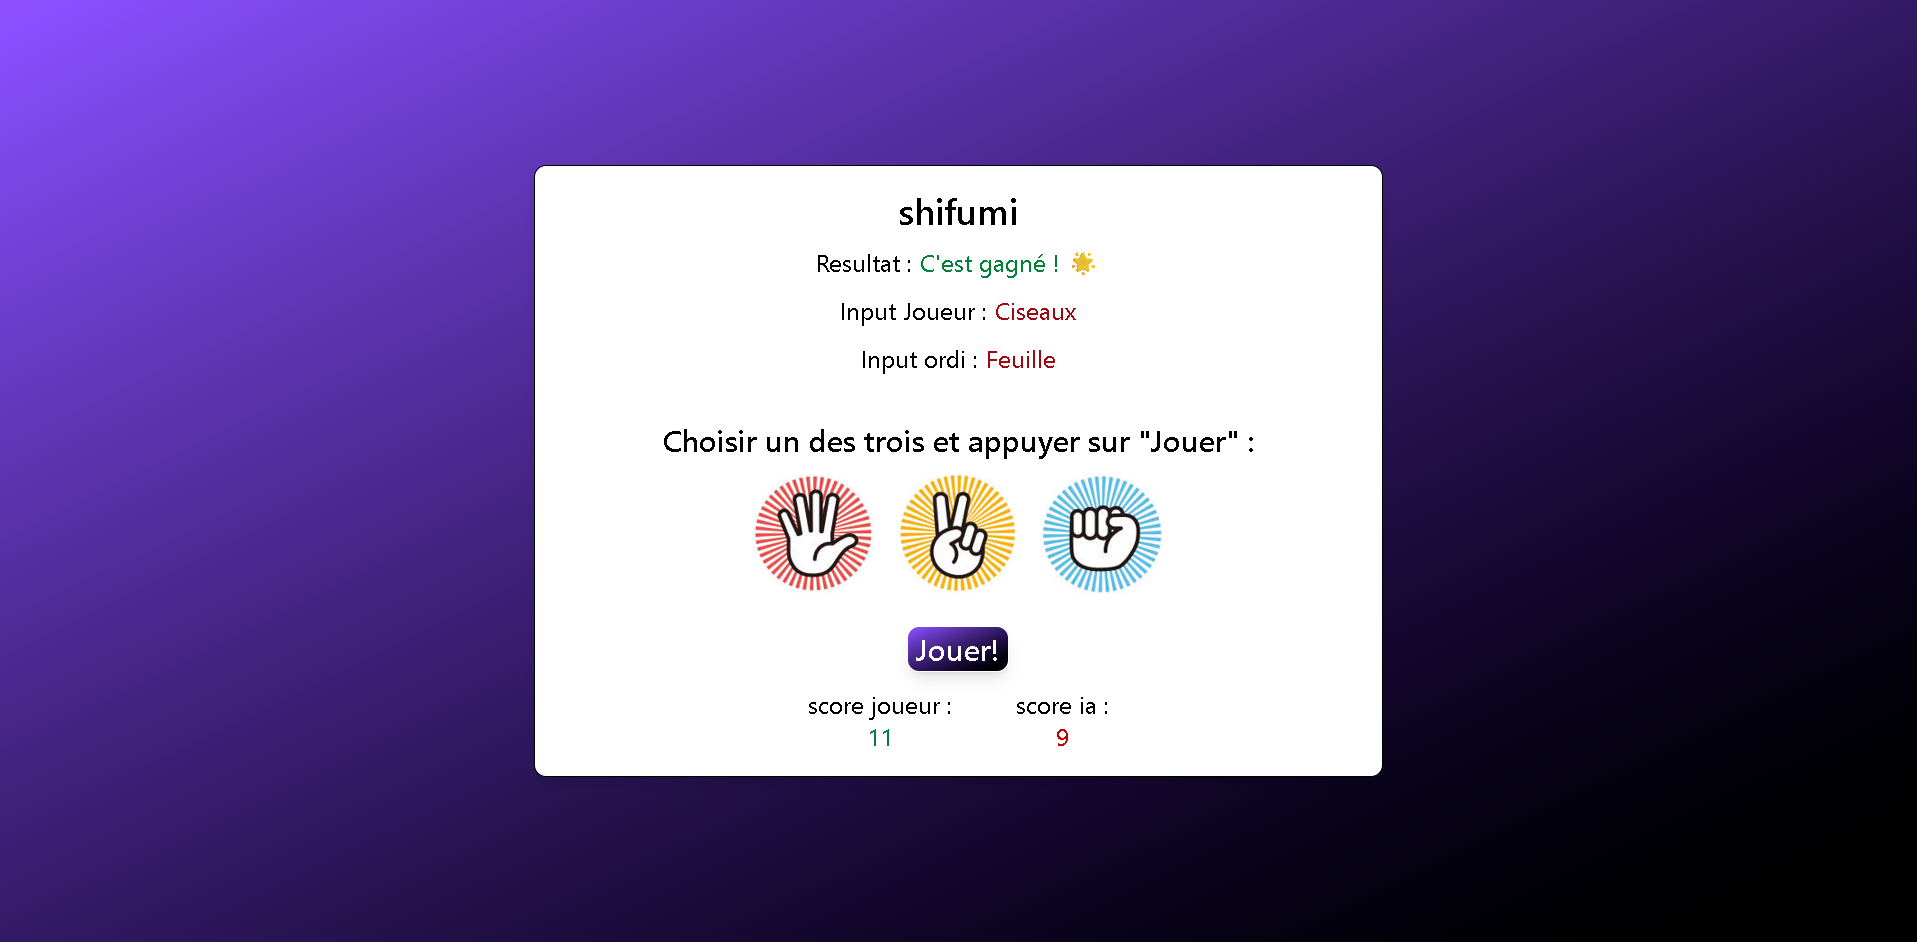 shifumi
Resultat : C'est gagné ! 🌟
Input Joueur : Ciseaux
Input ordi : Feuille
Choisir un des trois et appuyer sur "Jouer" :
Jouer!
score joueur : score ia :
11 9